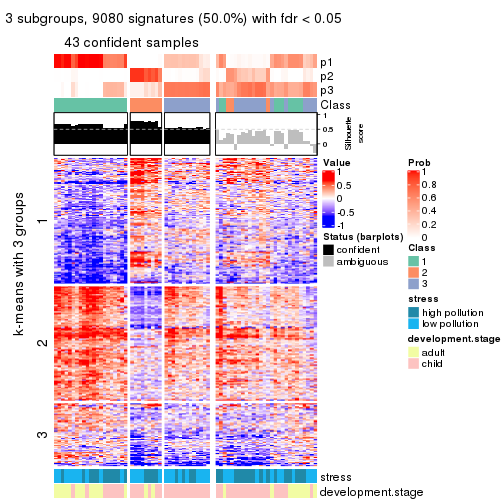 3 subgroups, 9080 signatures (50.0%) with fdr < 0.05
43 confident samples
p1
p2
p3
Class
1
0.5
0
Silhouette
score
k-means with 3 groups
1
2
3
stress
development.stage
Value
1
0.5
0
-0.5
-1
Status (barplots)
confident
ambiguous
Prob
1
0.8
0.6
0.4
0.2
0
Class
1
2
3
stress
high pollution
low pollution
development.stage
adult
child